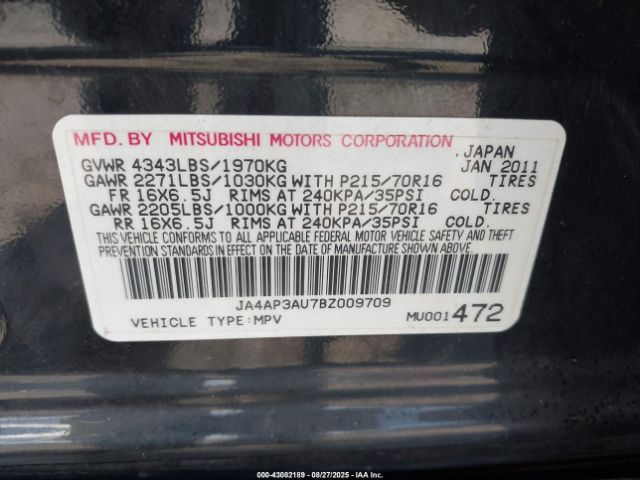 MFD. BY MITSUBISHI MOTORS CORPORATION, JAPAN
GVWR 4343LBS/1970KG JAN 2011
GAWR 2271LBS/1030KG WITH P215/70R16 TIRES
FR 16X6.5J RIMS AT 240KPA/35PSI COLD.
GAWR 2205LBS/1000KG WITH P215/70R16 TIRES
RR 16X6.5J RIMS AT 240KPA/35PSI COLD.
THIS VEHICLE CONFORMS TO ALL APPLICABLE FEDERAL MOTOR VEHICLE SAFETY AND THEFT
PREVENTION STANDARDS IN EFFECT ON THE DATE OF MANUFACTURE SHOWN ABOVE.
JA4AP3AU7BZ009709
VEHICLE TYPE:MPV MU001472
000-43082189 - 08/27/2025 - IAAI.com